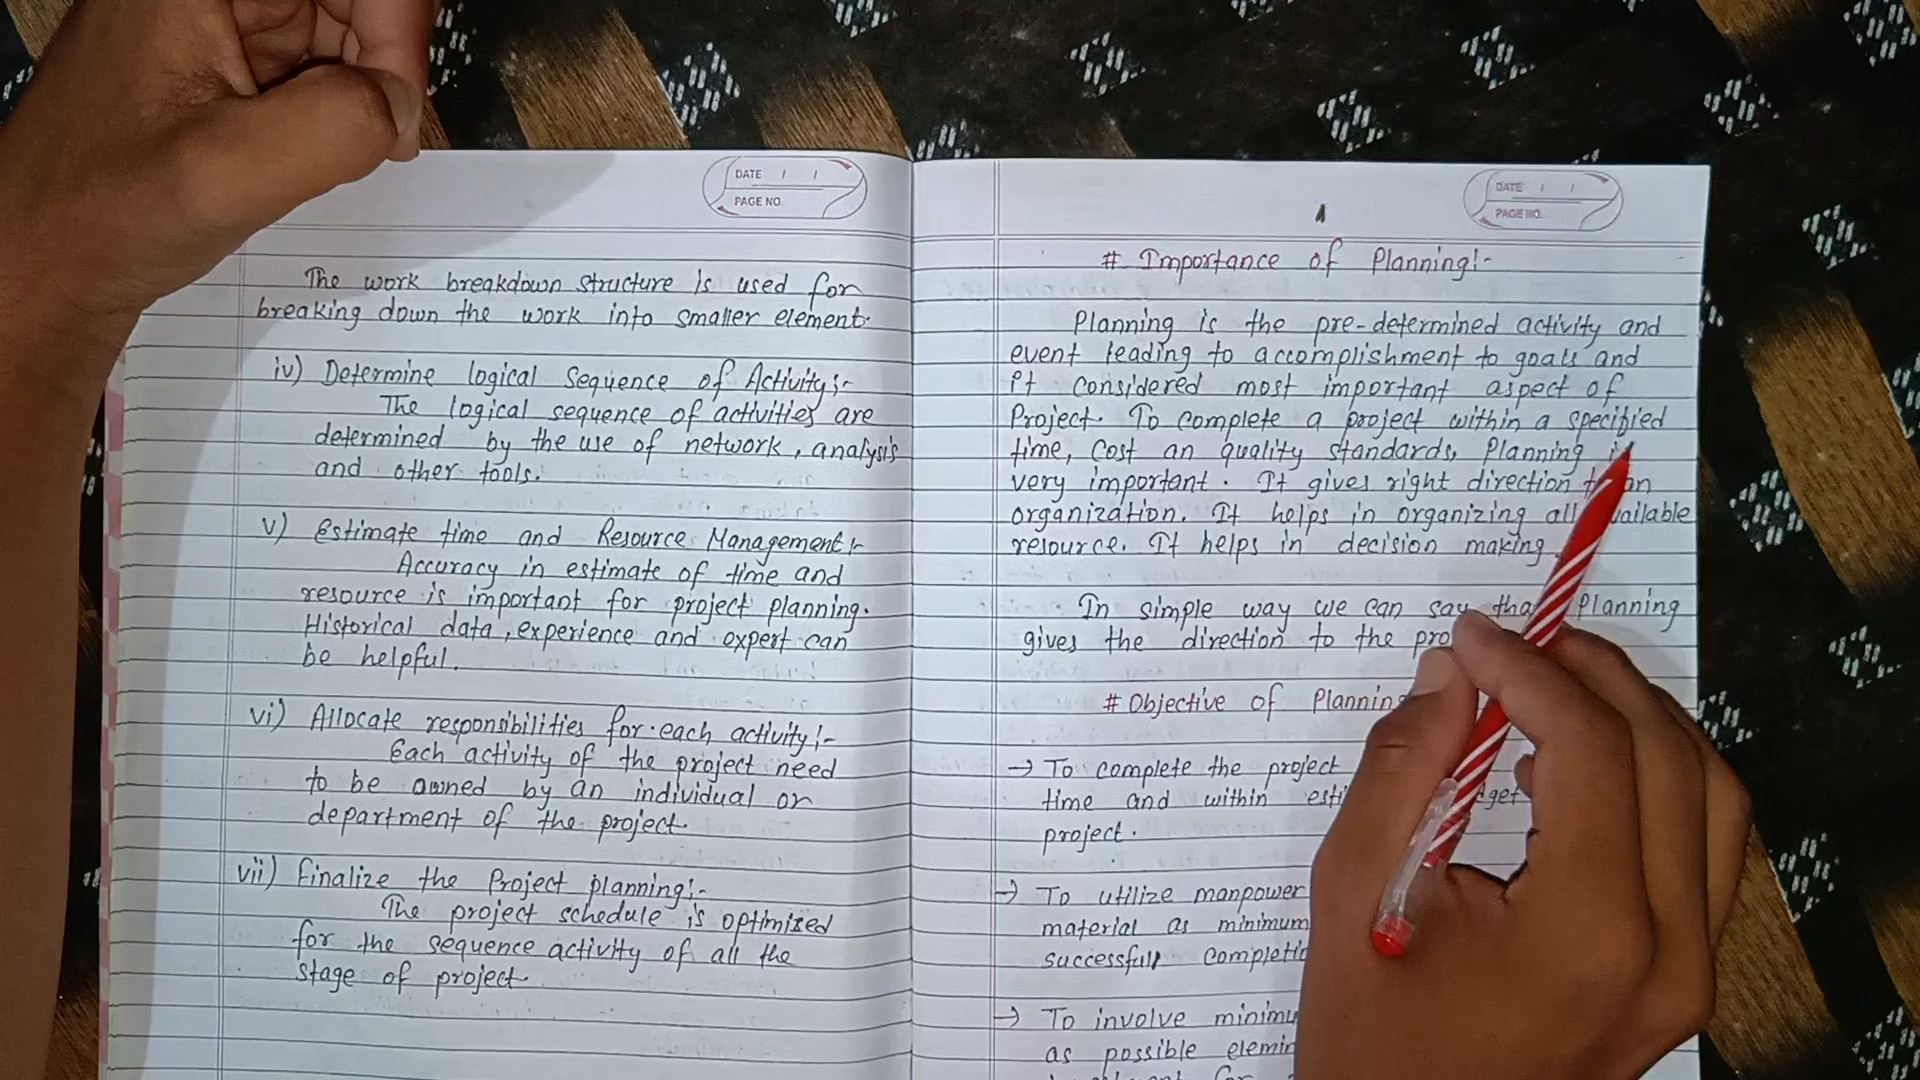 DATE / /
PAGE NO.
The work breakdown structure is used for
breaking down the work into smaller element.
iv) Determine logical Sequence of Activity:-
The logical sequence of activities are
determined by the use of network, analysis
and other tools.
v) Estimate time and Resource Management:-
Accuracy in estimate of time and
resource is important for project planning.
Historical data, experience and expert can
be helpful.
vi) Allocate responsibilities for each activity:-
Each activity of the project need
to be owned by an individual or
department of the project.
vii) Finalize the Project planning:-
The project schedule is optimized
for the sequence activity of all the
stage of project.
DATE / /
PAGE NO.
# Importance of Planning:-
Planning is the pre-determined activity and
event leading to accomplishment to goals and
it considered most important aspect of
Project. To complete a project within a specified
time, cost an quality standards, Planning
very important. It gives right direction an
organization. It helps in organizing all
resource. It helps in decision making.
In simple way we can say Planning
gives the direction to the
# Objective of
→ To complete the project
time and within
project.
→ To utilize manpower
material as minimum
successfull
→ To involve
as possible